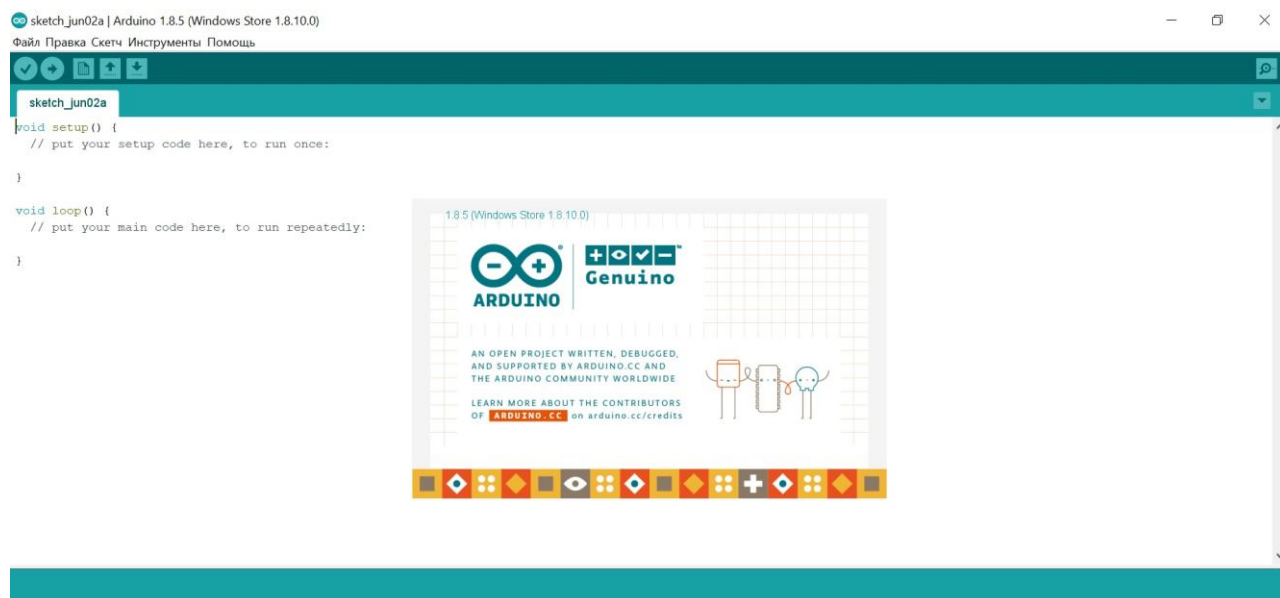 sketch_jun02a | Arduino 1.8.5 (Windows Store 1.8.10.0)
Файл Правка Скетч Инструменты Помощь
sketch_jun02a
void setup() {
// put your setup code here, to run once:
}
void loop() {
// put your main code here, to run repeatedly:
}
1.8.5 (Windows Store 1.8.10.0)
ARDUINO
Genuino™
AN OPEN PROJECT WRITTEN, DEBUGGED,
AND SUPPORTED BY ARDUINO.CC AND
THE ARDUINO COMMUNITY WORLDWIDE
LEARN MORE ABOUT THE CONTRIBUTORS
OF ARDUINO.CC on arduino.cc/credits